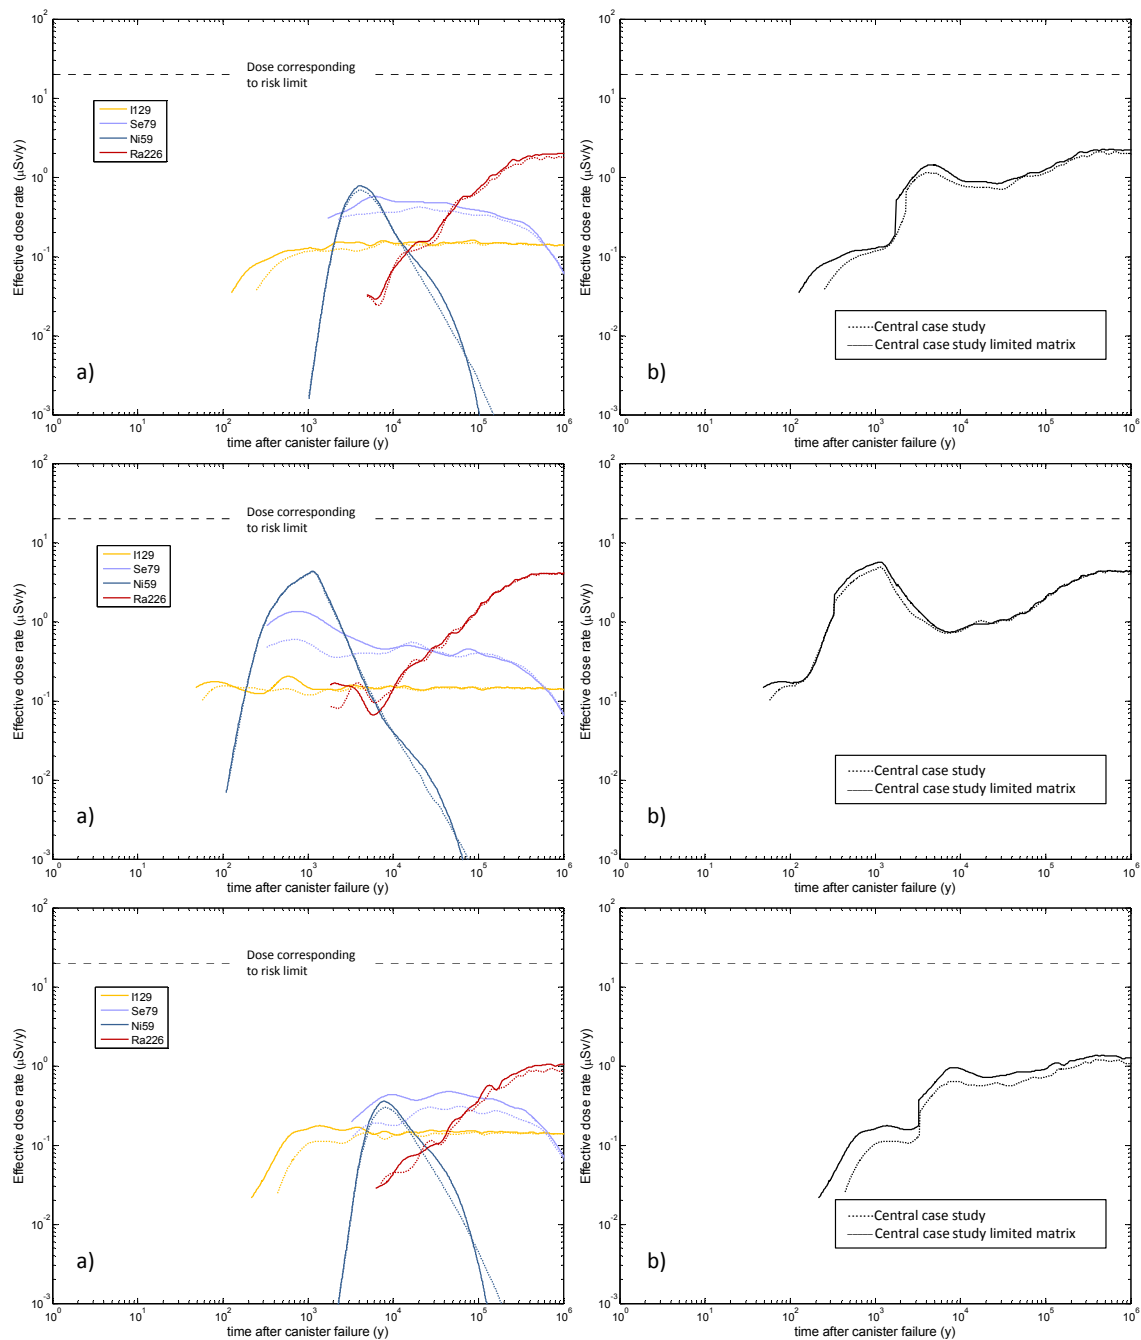 10^2
10^1
10^0
10^-1
10^-2
10^-3
Effective dose rate (µSv/y)
Dose corresponding
to risk limit
I129
Se79
Ni59
Ra226
a)
10^0 10^1 10^2 10^3 10^4 10^5 10^6
time after canister failure (y)
10^2
10^1
10^0
10^-1
10^-2
10^-3
Effective dose rate (µSv/y)
Central case study
Central case study limited matrix
b)
10^0 10^1 10^2 10^3 10^4 10^5 10^6
time after canister failure (y)
10^2
10^1
10^0
10^-1
10^-2
10^-3
Effective dose rate (µSv/y)
Dose corresponding
to risk limit
I129
Se79
Ni59
Ra226
a)
10^0 10^1 10^2 10^3 10^4 10^5 10^6
time after canister failure (y)
10^2
10^1
10^0
10^-1
10^-2
10^-3
Effective dose rate (µSv/y)
Central case study
Central case study limited matrix
b)
10^0 10^1 10^2 10^3 10^4 10^5 10^6
time after canister failure (y)
10^2
10^1
10^0
10^-1
10^-2
10^-3
Effective dose rate (µSv/y)
Dose corresponding
to risk limit
I129
Se79
Ni59
Ra226
a)
10^0 10^1 10^2 10^3 10^4 10^5 10^6
time after canister failure (y)
10^2
10^1
10^0
10^-1
10^-2
10^-3
Effective dose rate (µSv/y)
Central case study
Central case study limited matrix
b)
10^0 10^1 10^2 10^3 10^4 10^5 10^6
time after canister failure (y)